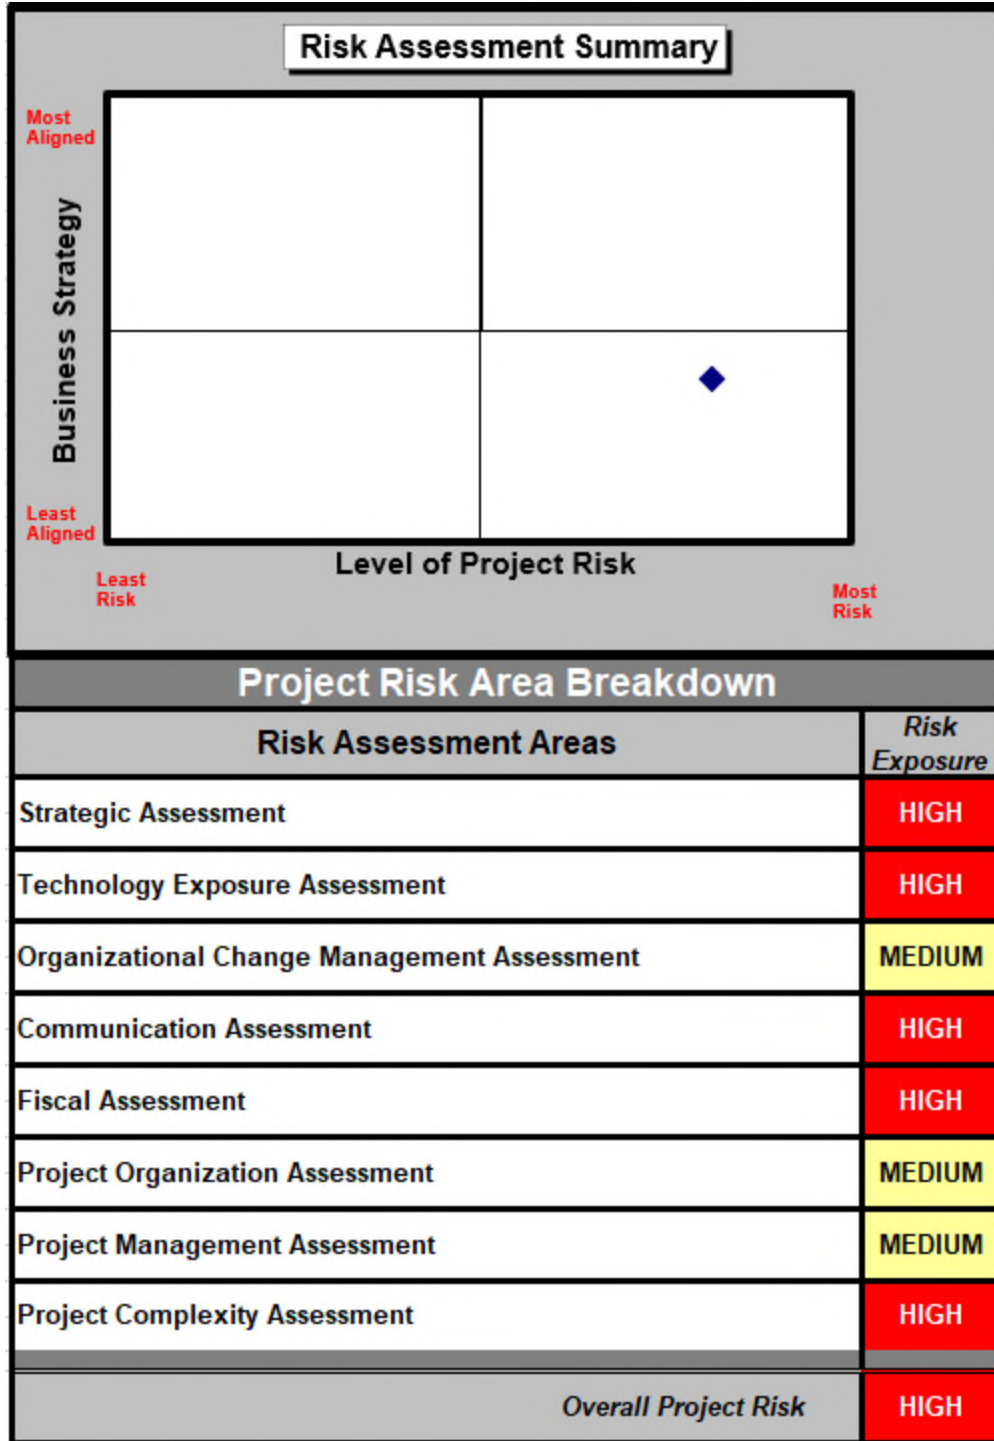 Risk Assessment Summary
Most
Aligned
Business Strategy
Least
Aligned
Level of Project Risk
Least
Risk
Most
Risk
Project Risk Area Breakdown
Risk Assessment Areas
Risk
Exposure
Strategic Assessment
HIGH
Technology Exposure Assessment
HIGH
Organizational Change Management Assessment
MEDIUM
Communication Assessment
HIGH
Fiscal Assessment
HIGH
Project Organization Assessment
MEDIUM
Project Management Assessment
MEDIUM
Project Complexity Assessment
HIGH
Overall Project Risk
HIGH